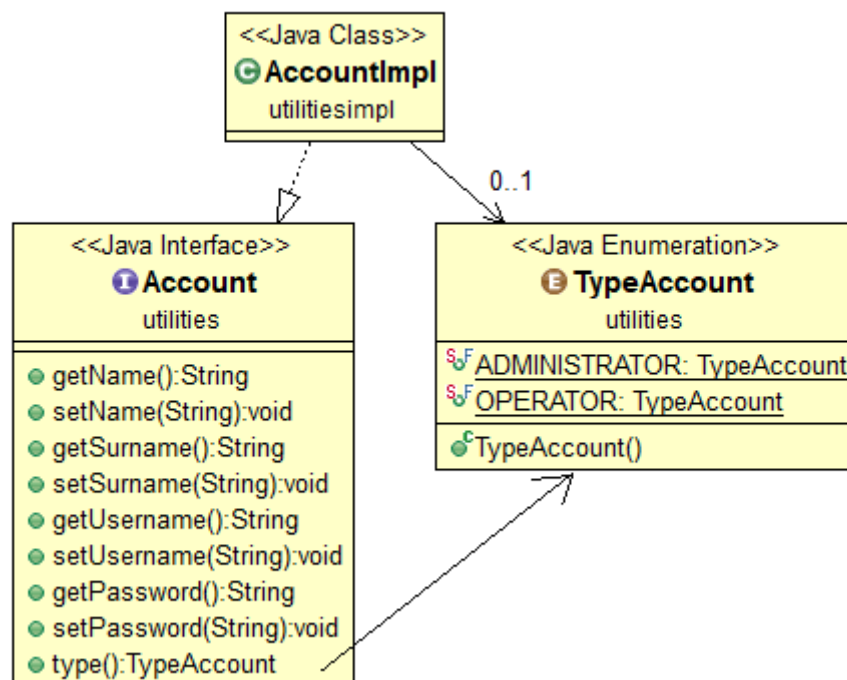 <<Java Class>>
AccountImpl
utilitiesimpl
0..1
<<Java Interface>>
Account
utilities
getName():String
setName(String):void
getSurname():String
setSurname(String):void
getUsername():String
setUsername(String):void
getPassword():String
setPassword(String):void
type():TypeAccount
<<Java Enumeration>>
TypeAccount
utilities
ADMINISTRATOR: TypeAccount
OPERATOR: TypeAccount
TypeAccount()